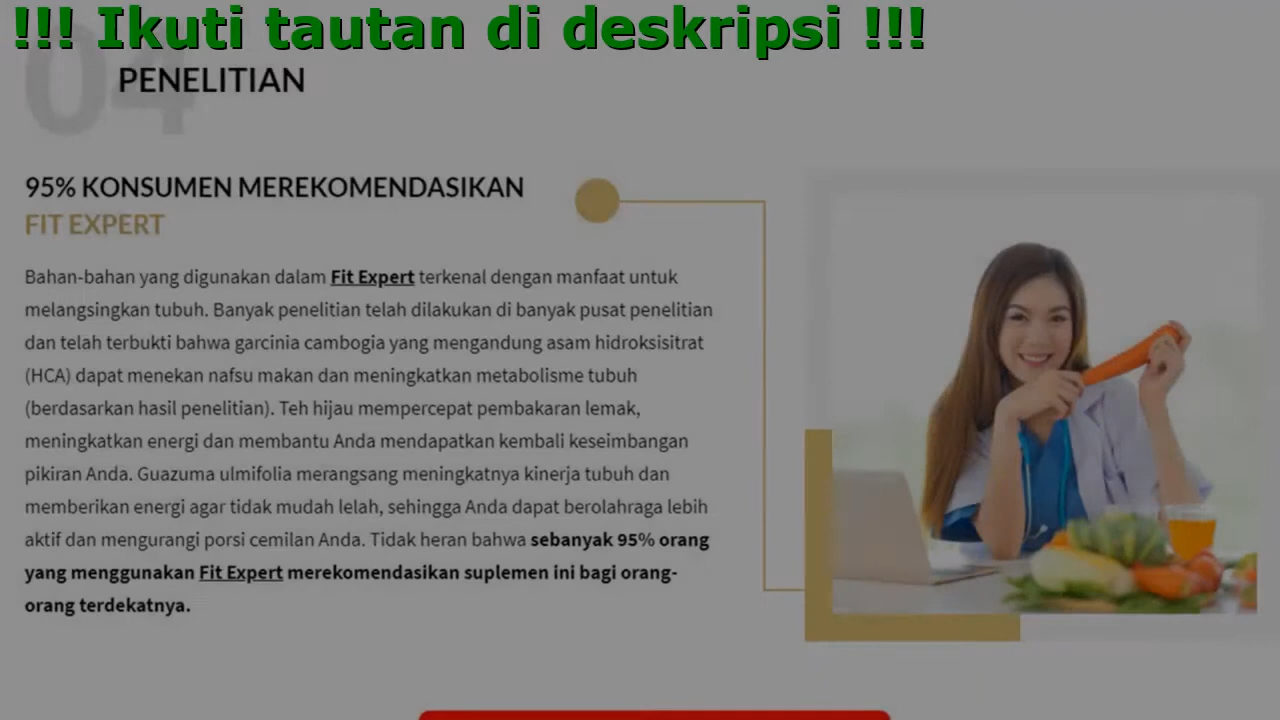 !!! Ikuti tautan di deskripsi !!!
04
PENELITIAN
95% KONSUMEN MEREKOMENDASIKAN
FIT EXPERT
Bahan-bahan yang digunakan dalam Fit Expert terkenal dengan manfaat untuk
melangsingkan tubuh. Banyak penelitian telah dilakukan di banyak pusat penelitian
dan telah terbukti bahwa garcinia cambogia yang mengandung asam hidroksisitrat
(HCA) dapat menekan nafsu makan dan meningkatkan metabolisme tubuh
(berdasarkan hasil penelitian). Teh hijau mempercepat pembakaran lemak,
meningkatkan energi dan membantu Anda mendapatkan kembali keseimbangan
pikiran Anda. Guazuma ulmifolia merangsang meningkatnya kinerja tubuh dan
memberikan energi agar tidak mudah lelah, sehingga Anda dapat berolahraga lebih
aktif dan mengurangi porsi cemilan Anda. Tidak heran bahwa sebanyak 95% orang
yang menggunakan Fit Expert merekomendasikan suplemen ini bagi orang-
orang terdekatnya.